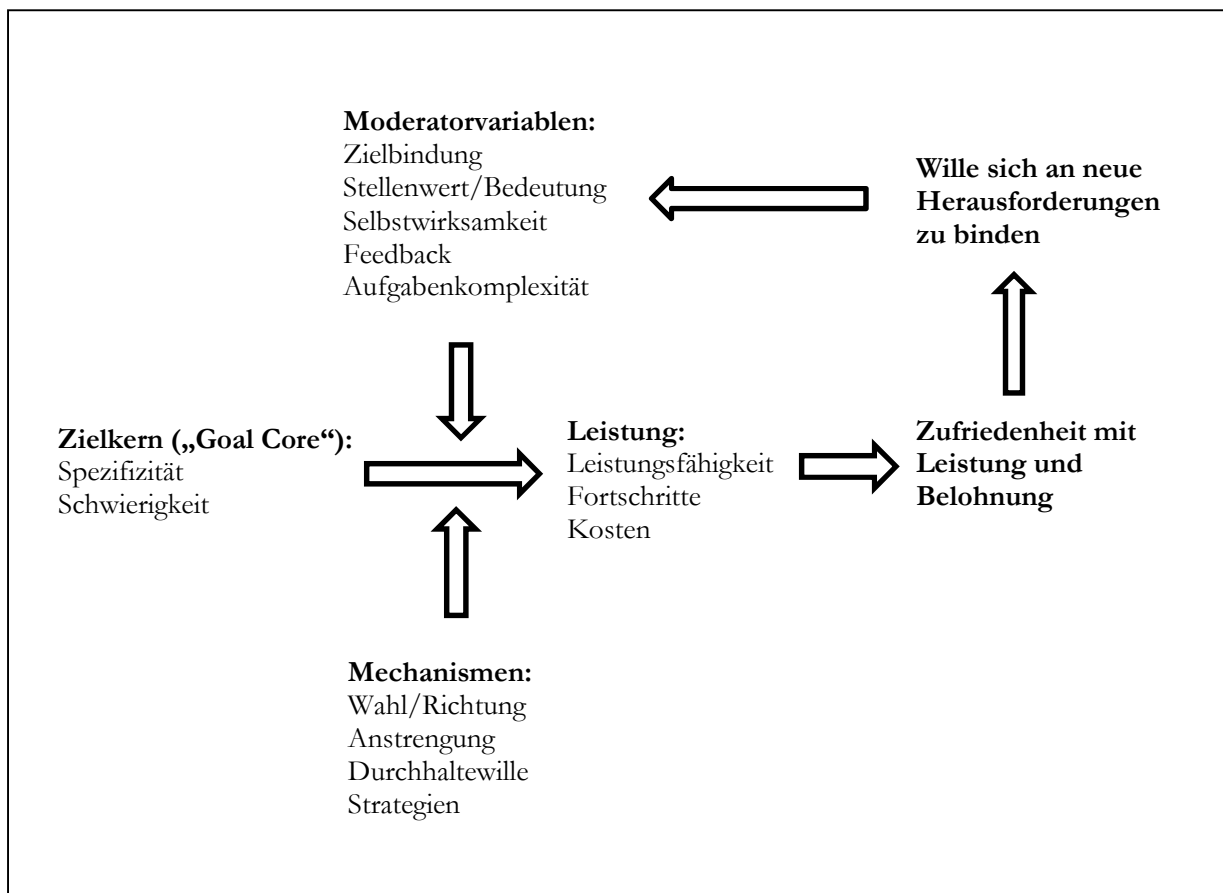 Moderatorvariablen:
Zielbindung
Stellenwert/Bedeutung
Selbstwirksamkeit
Feedback
Aufgabenkomplexität
Wille sich an neue
Herausforderungen
zu binden
Zielkern („Goal Core“):
Spezifizität
Schwierigkeit
Leistung:
Leistungsfähigkeit
Fortschritte
Kosten
Zufriedenheit mit
Leistung und
Belohnung
Mechanismen:
Wahl/Richtung
Anstrengung
Durchhaltewille
Strategien